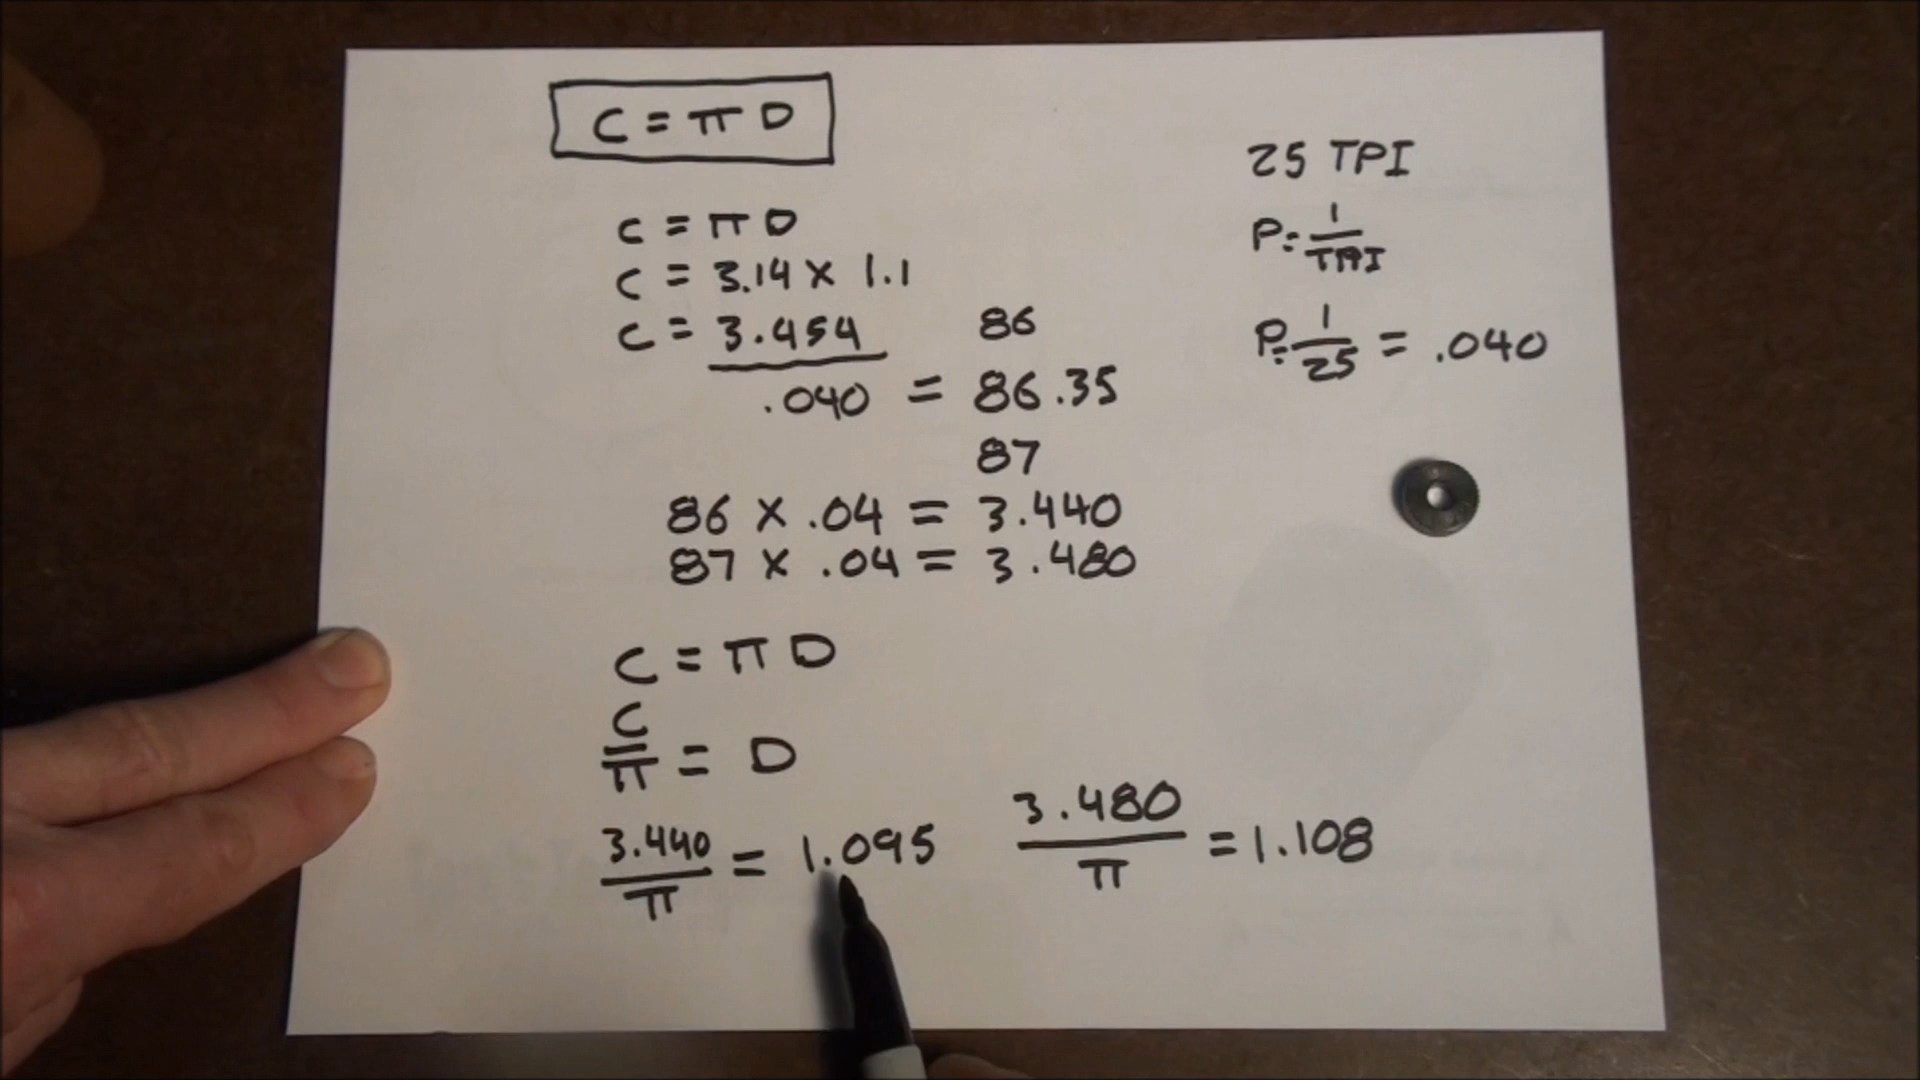 C = π D
C = π D
C = 3.14 x 1.1
C = 3.454 / .040 = 86.35
86
87
86 x .04 = 3.440
87 x .04 = 3.480
C = π D
C/π = D
3.440/π = 1.095
3.480/π = 1.108
25 TPI
P = 1/TPI
P = 1/25 = .040